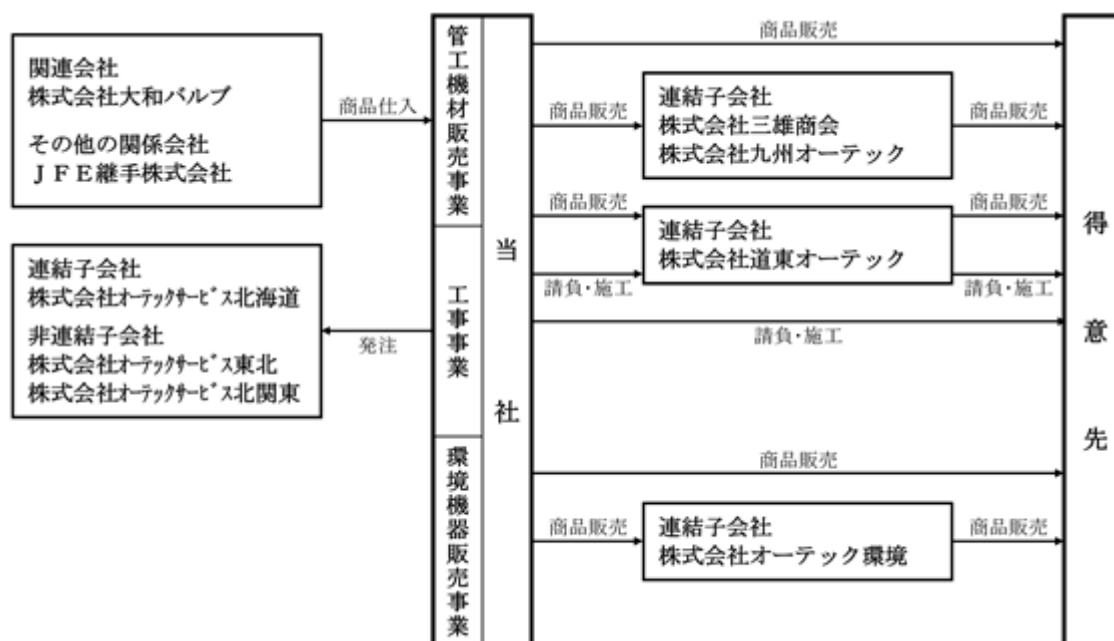 関連会社
株式会社大和バルブ
その他の関係会社
ＪＦＥ継手株式会社
商品仕入
連結子会社
株式会社ｵｰﾃｯｸｻｰﾋﾞｽ北海道
非連結子会社
株式会社ｵｰﾃｯｸｻｰﾋﾞｽ東北
株式会社ｵｰﾃｯｸｻｰﾋﾞｽ北関東
発注
管工機材販売事業
工事事業
環境機器販売事業
当社
商品販売
商品販売
連結子会社
株式会社三雄商会
株式会社九州オーテック
商品販売
商品販売
連結子会社
株式会社道東オーテック
商品販売
請負・施工
請負・施工
請負・施工
商品販売
商品販売
連結子会社
株式会社オーテック環境
商品販売
得意先